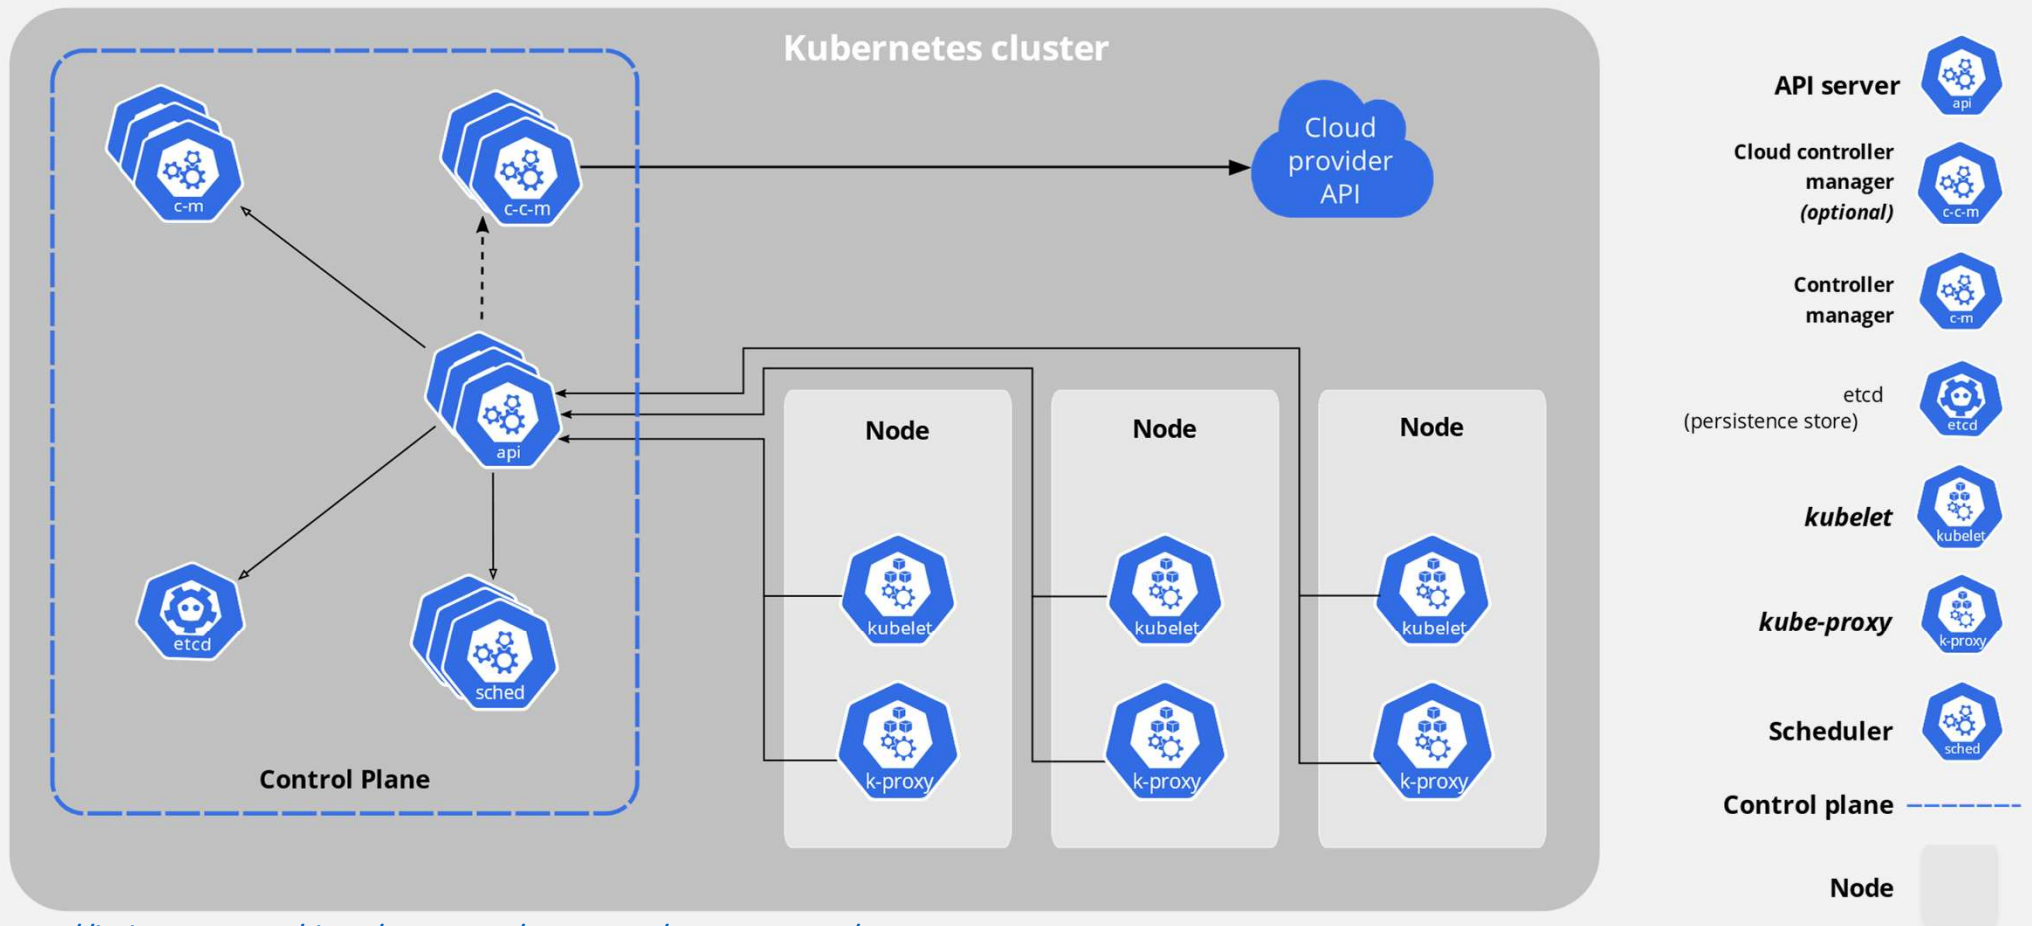 Kubernetes cluster
c-m
c-c-m
Cloud
provider
API
api
etcd
sched
Control Plane
Node
kubelet
k-proxy
Node
kubelet
k-proxy
Node
kubelet
k-proxy
API server
api
Cloud controller
manager
(optional)
c-c-m
Controller
manager
c-m
etcd
(persistence store)
etcd
kubelet
kubelet
kube-proxy
k-proxy
Scheduler
sched
Control plane
Node